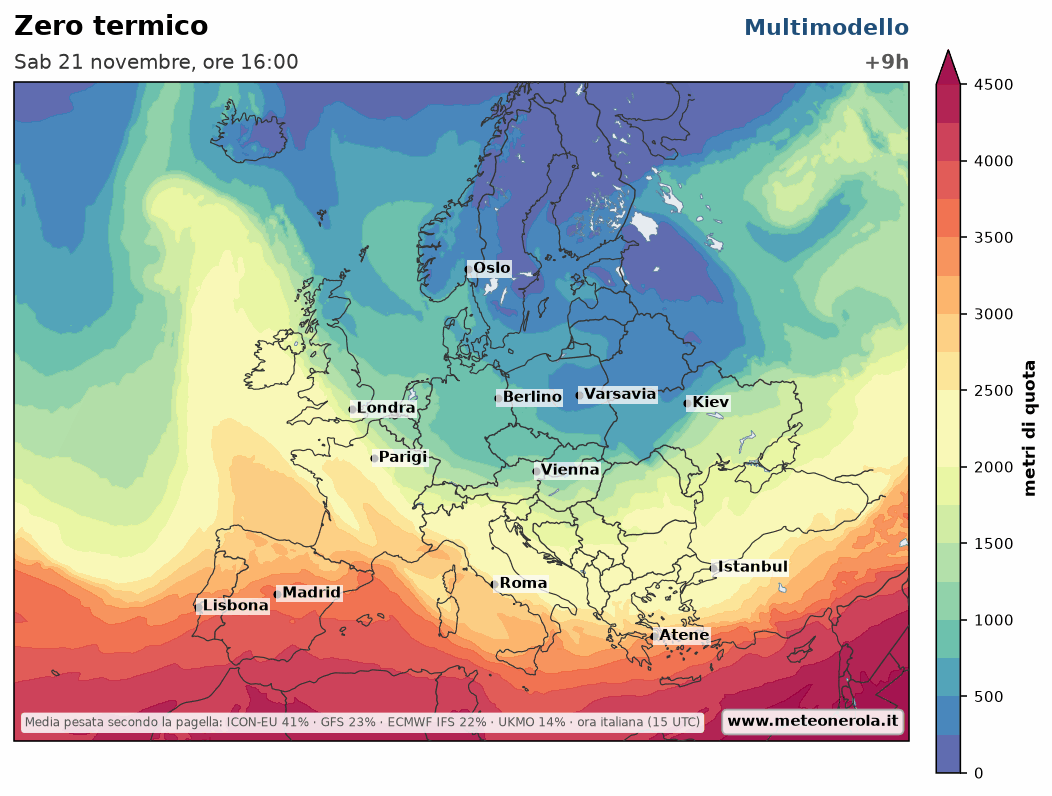 Zero termico
Multimodello
Sab 21 novembre, ore 16:00
+9h
4500
4000
3500
3000
2500
2000
1500
1000
500
0
metri di quota
Oslo
Londra
Berlino
Varsavia
Kiev
Parigi
Vienna
Istanbul
Roma
Madrid
Lisbona
Atene
Media pesata secondo la pagella: ICON-EU 41% · GFS 23% · ECMWF IFS 22% · UKMO 14% · ora italiana (15 UTC)
www.meteonerola.it